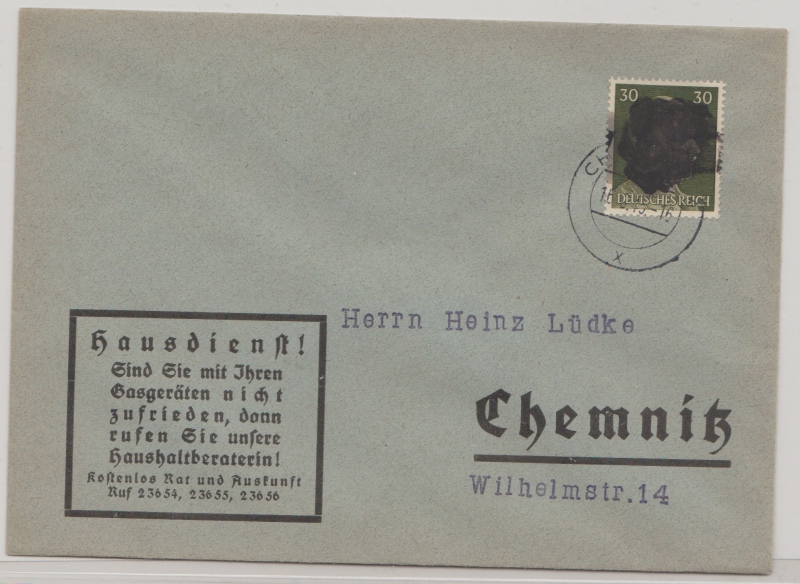 30 30
DEUTSCHES REICH
Herrn Heinz Lüdke
Chemnitz
Wilhelmstr.14
Hausdienst!
Sind Sie mit Ihren
Gasgeräten nicht
zufrieden, dann
rufen Sie unsere
Haushaltberaterin!
Kostenlos Rat und Auskunft
Ruf 23654, 23655, 23656